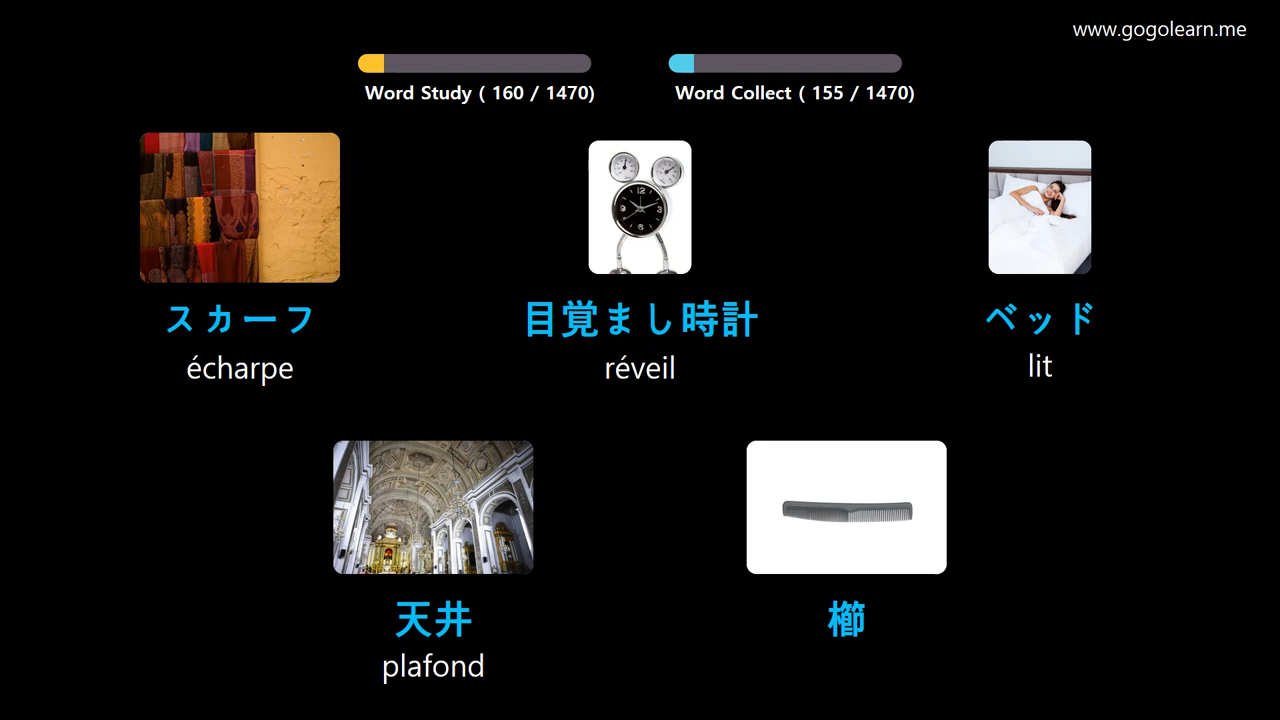 www.gogolearn.me
Word Study ( 160 / 1470)
Word Collect ( 155 / 1470)
スカーフ
écharpe
目覚まし時計
réveil
ベッド
lit
天井
plafond
櫛